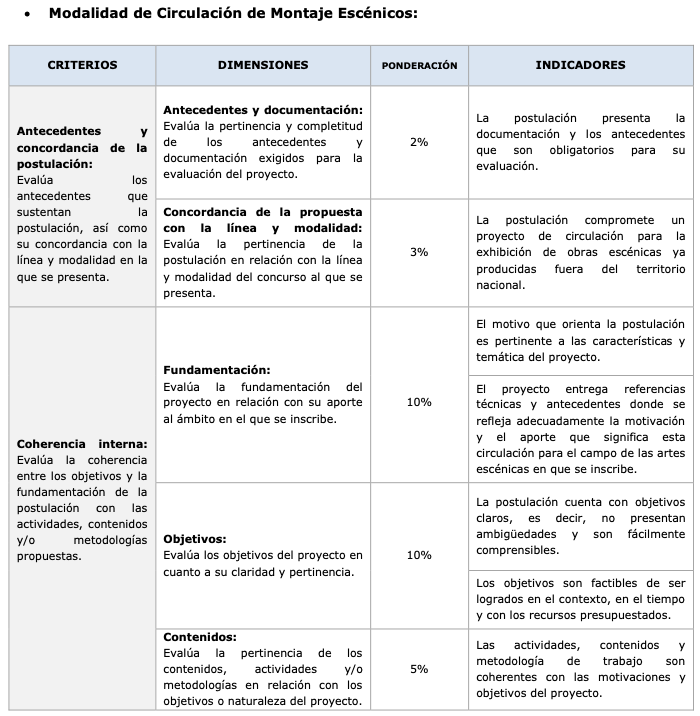 • Modalidad de Circulación de Montaje Escénicos:
CRITERIOS
DIMENSIONES
PONDERACIÓN
INDICADORES
Antecedentes y
concordancia de la
postulación:
Evalúa los
antecedentes que
sustentan la
postulación, así como
su concordancia con la
línea y modalidad en la
que se presenta.
Antecedentes y documentación:
Evalúa la pertinencia y completitud
de los antecedentes y
documentación exigidos para la
evaluación del proyecto.
2%
La postulación presenta la
documentación y los antecedentes
que son obligatorios para su
evaluación.
Concordancia de la propuesta
con la línea y modalidad:
Evalúa la pertinencia de la
postulación en relación con la línea
y modalidad del concurso al que se
presenta.
3%
La postulación compromete un
proyecto de circulación para la
exhibición de obras escénicas ya
producidas fuera del territorio
nacional.
Coherencia interna:
Evalúa la coherencia
entre los objetivos y la
fundamentación de la
postulación con las
actividades, contenidos
y/o metodologías
propuestas.
Fundamentación:
Evalúa la fundamentación del
proyecto en relación con su aporte
al ámbito en el que se inscribe.
10%
El motivo que orienta la postulación
es pertinente a las características y
temática del proyecto.
El proyecto entrega referencias
técnicas y antecedentes donde se
refleja adecuadamente la motivación
y el aporte que significa esta
circulación para el campo de las artes
escénicas en que se inscribe.
Objetivos:
Evalúa los objetivos del proyecto en
cuanto a su claridad y pertinencia.
10%
La postulación cuenta con objetivos
claros, es decir, no presentan
ambigüedades y son fácilmente
comprensibles.
Los objetivos son factibles de ser
logrados en el contexto, en el tiempo
y con los recursos presupuestados.
Contenidos:
Evalúa la pertinencia de los
contenidos, actividades y/o
metodologías en relación con los
objetivos o naturaleza del proyecto.
5%
Las actividades, contenidos y
metodología de trabajo son
coherentes con las motivaciones y
objetivos del proyecto.